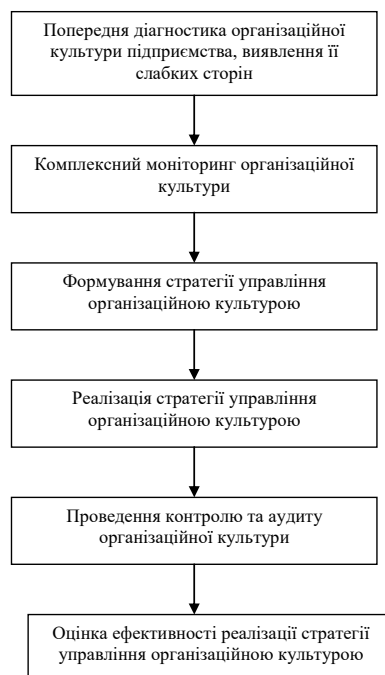 Попередня діагностика організаційної
культури підприємства, виявлення її
слабких сторін
Комплексний моніторинг організаційної
культури
Формування стратегії управління
організаційною культурою
Реалізація стратегії управління
організаційною культурою
Проведення контролю та аудиту
організаційної культури
Оцінка ефективності реалізації стратегії
управління організаційною культурою